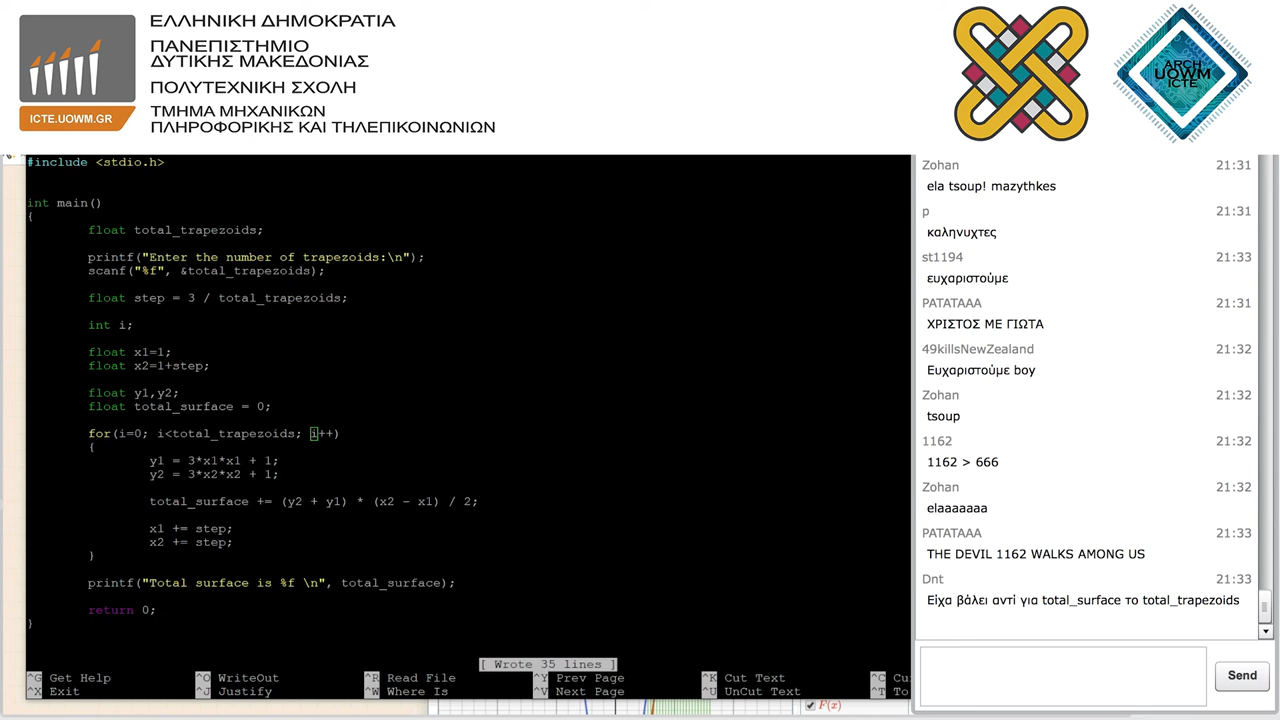 ΕΛΛΗΝΙΚΗ ΔΗΜΟΚΡΑΤΙΑ
ΠΑΝΕΠΙΣΤΗΜΙΟ
ΔΥΤΙΚΗΣ ΜΑΚΕΔΟΝΙΑΣ
ΠΟΛΥΤΕΧΝΙΚΗ ΣΧΟΛΗ
ΤΜΗΜΑ ΜΗΧΑΝΙΚΩΝ
ΠΛΗΡΟΦΟΡΙΚΗΣ ΚΑΙ ΤΗΛΕΠΙΚΟΙΝΩΝΙΩΝ
ICTE.UOWM.GR
ARCH
UOWM
ICTE
#include <stdio.h>
int main()
{
float total_trapezoids;
printf("Enter the number of trapezoids:\n");
scanf("%f", &total_trapezoids);
float step = 3 / total_trapezoids;
int i;
float x1=1;
float x2=1+step;
float y1,y2;
float total_surface = 0;
for(i=0; i<total_trapezoids; i++)
{
y1 = 3*x1*x1 + 1;
y2 = 3*x2*x2 + 1;
total_surface += (y2 + y1) * (x2 - x1) / 2;
x1 += step;
x2 += step;
}
printf("Total surface is %f \n", total_surface);
return 0;
}
[ Wrote 35 lines ]
^G Get Help ^O WriteOut ^R Read File ^Y Prev Page ^K Cut Text ^C Cu
^X Exit ^J Justify ^W Where Is ^V Next Page ^U UnCut Text ^T To
F(x)
Zohan 21:31
ela tsoup! mazythkes
p 21:31
καληνυχτες
st1194 21:33
ευχαριστούμε
PATATAAA 21:31
ΧΡΙΣΤΟΣ ΜΕ ΓΙΩΤΑ
49killsNewZealand 21:32
Ευχαριστούμε boy
Zohan 21:32
tsoup
1162 21:32
1162 > 666
Zohan 21:32
elaaaaaaa
PATATAAA 21:33
THE DEVIL 1162 WALKS AMONG US
Dnt 21:33
Είχα βάλει αντί για total_surface το total_trapezoids
Send